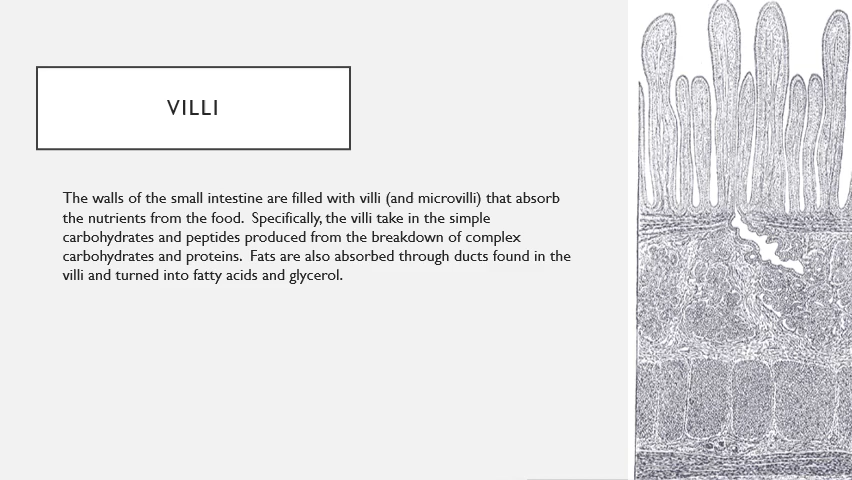 VILLI
The walls of the small intestine are filled with villi (and microvilli) that absorb
the nutrients from the food.  Specifically, the villi take in the simple
carbohydrates and peptides produced from the breakdown of complex
carbohydrates and proteins.  Fats are also absorbed through ducts found in the
villi and turned into fatty acids and glycerol.